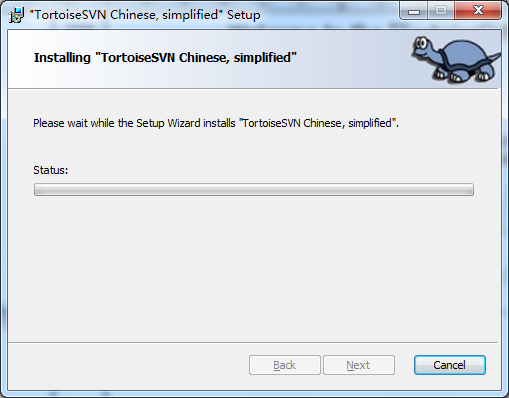 "TortoiseSVN Chinese, simplified" Setup
Installing "TortoiseSVN Chinese, simplified"
Please wait while the Setup Wizard installs "TortoiseSVN Chinese, simplified".
Status:
Back Next Cancel